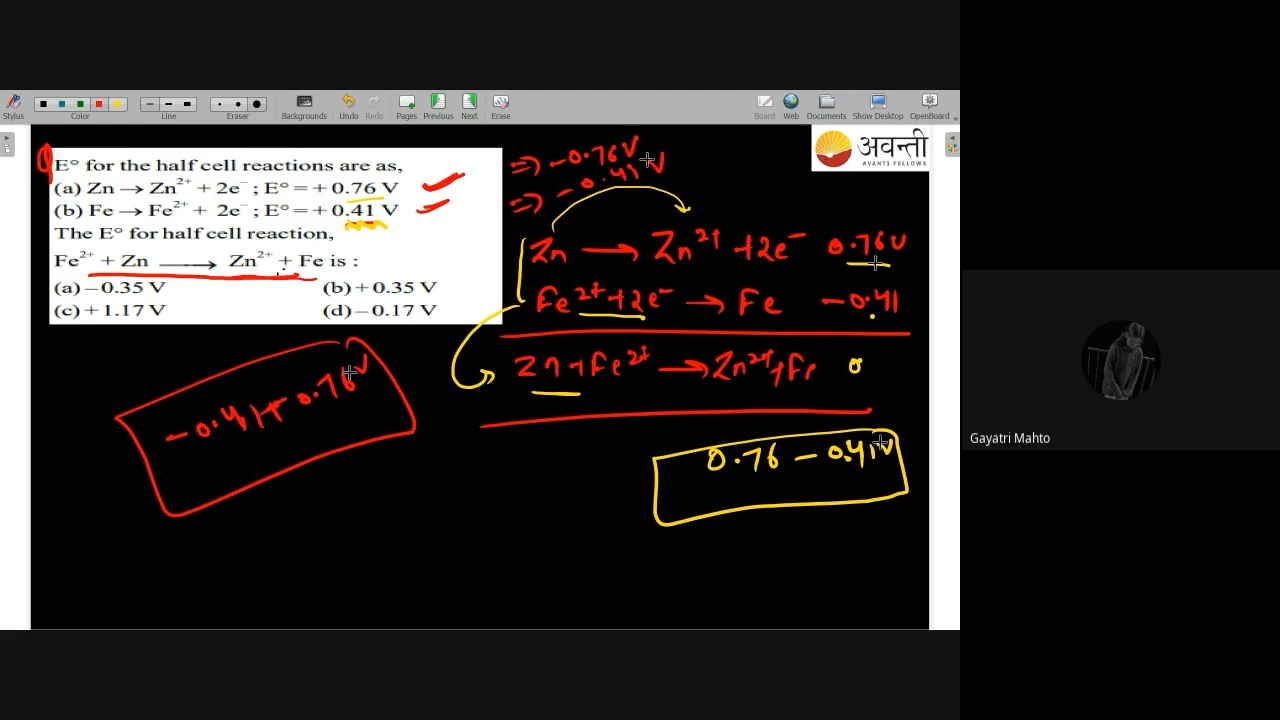 Stylus Color Line Eraser Backgrounds Undo Redo Pages Previous Next Erase Board Web Documents Show Desktop OpenBoard
अवन्ती
AVANTI FELLOWS
Q E° for the half cell reactions are as,
(a) Zn → Zn²⁺ + 2e⁻ ; E° = + 0.76 V
(b) Fe → Fe²⁺ + 2e⁻ ; E° = + 0.41 V
The E° for half cell reaction,
Fe²⁺ + Zn ⟶ Zn²⁺ + Fe is :
(a) – 0.35 V (b) + 0.35 V
(c) + 1.17 V (d) – 0.17 V
⇒ -0.76V
⇒ -0.41 V
Zn → Zn²⁺ + 2e⁻ 0.76V
Fe²⁺ + 2e⁻ → Fe -0.41
Zn + Fe²⁺ → Zn²⁺ + Fe 0
-0.41 + 0.76V
0.76 - 0.41V
Gayatri Mahto